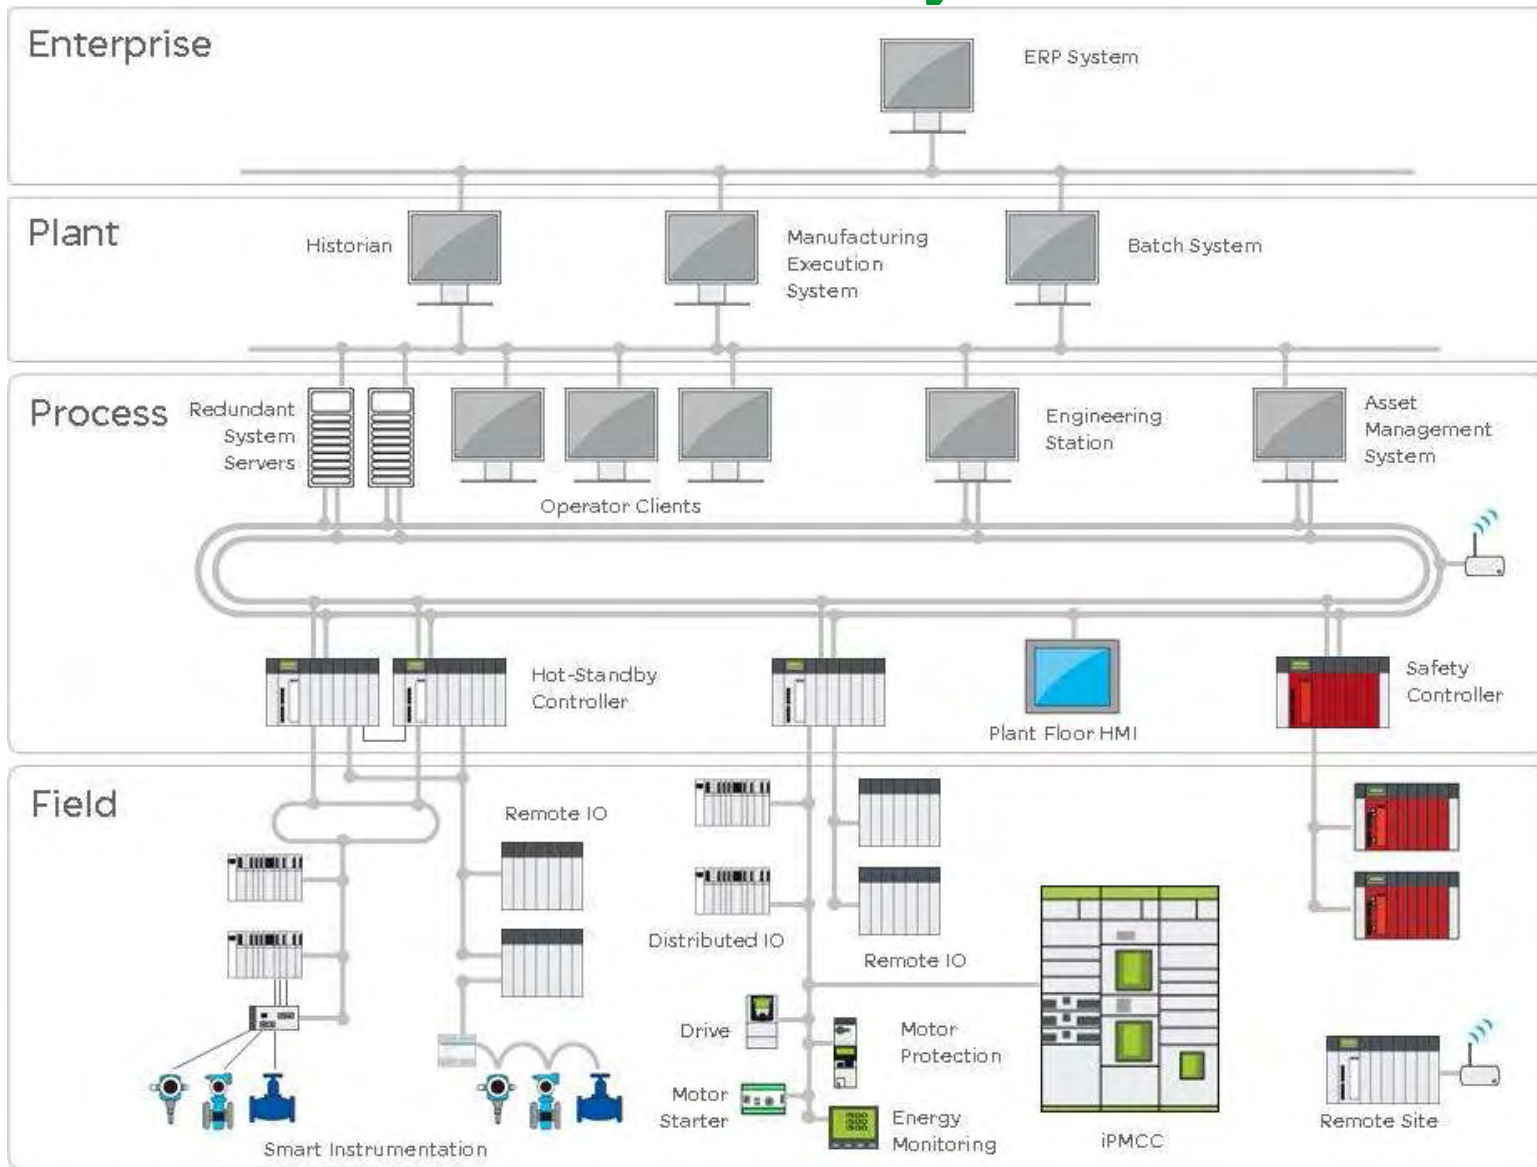 Enterprise
ERP System
Plant
Historian
Manufacturing
Execution
System
Batch System
Process
Redundant
System
Servers
Operator Clients
Engineering
Station
Asset
Management
System
Hot-Standby
Controller
Plant Floor HMI
Safety
Controller
Field
Remote IO
Distributed IO
Remote IO
Drive
Motor
Protection
Motor
Starter
Energy
Monitoring
iPMCC
Remote Site
Smart Instrumentation